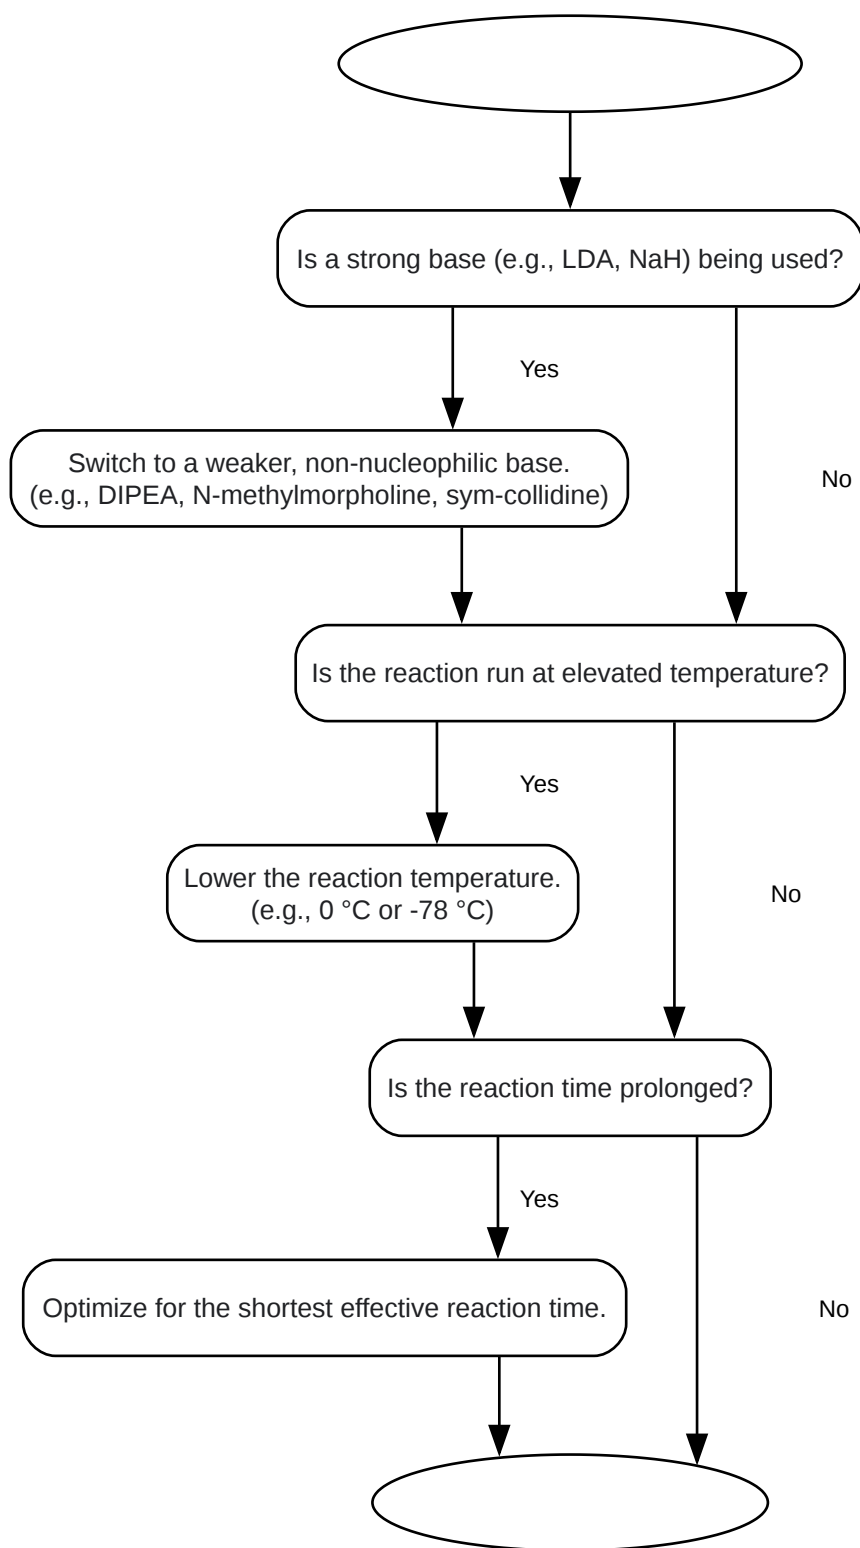 Is a strong base (e.g., LDA, NaH) being used?
Yes
Switch to a weaker, non-nucleophilic base.
(e.g., DIPEA, N-methylmorpholine, sym-collidine)
No
Is the reaction run at elevated temperature?
Yes
Lower the reaction temperature.
(e.g., 0 °C or -78 °C)
No
Is the reaction time prolonged?
Yes
Optimize for the shortest effective reaction time.
No